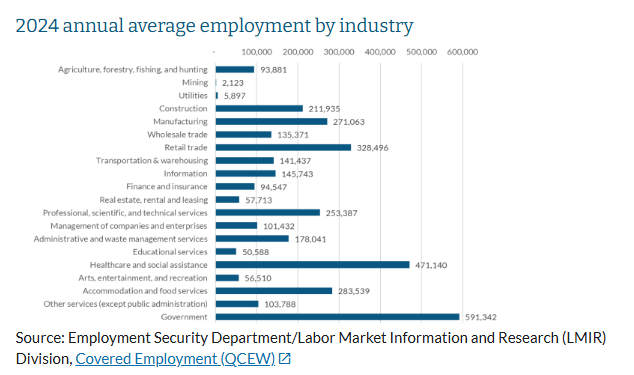 2024 annual average employment by industry
- 100,000 200,000 300,000 400,000 500,000 600,000
Agriculture, forestry, fishing, and hunting 93,881
Mining 2,123
Utilities 5,897
Construction 211,935
Manufacturing 271,063
Wholesale trade 135,371
Retail trade 328,496
Transportation & warehousing 141,437
Information 145,743
Finance and insurance 94,547
Real estate, rental and leasing 57,713
Professional, scientific, and technical services 253,387
Management of companies and enterprises 101,432
Administrative and waste management services 178,041
Educational services 50,588
Healthcare and social assistance 471,140
Arts, entertainment, and recreation 56,510
Accommodation and food services 283,539
Other services (except public administration) 103,788
Government 591,342
Source: Employment Security Department/Labor Market Information and Research (LMIR)
Division, Covered Employment (QCEW)